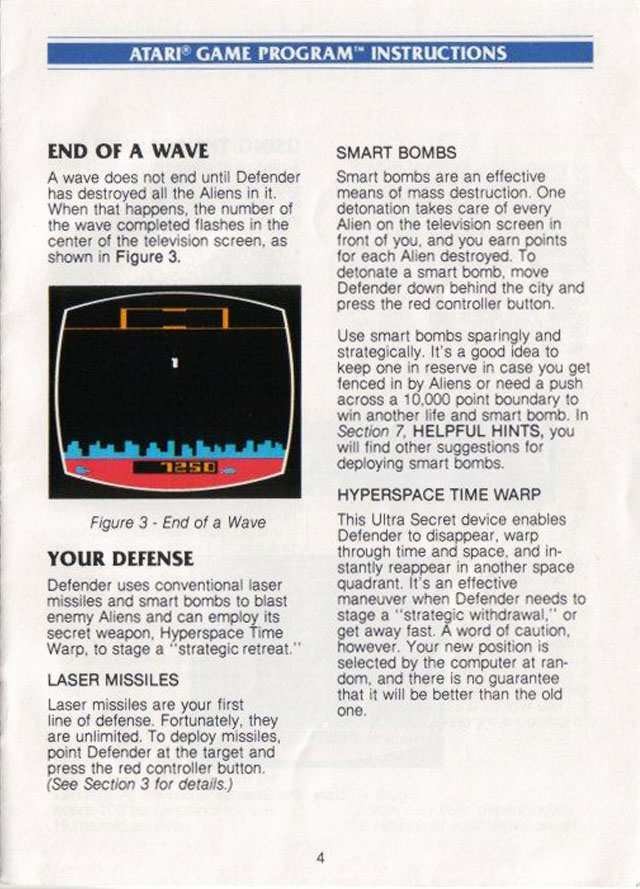 ATARI® GAME PROGRAM™ INSTRUCTIONS
END OF A WAVE
A wave does not end until Defender
has destroyed all the Aliens in it.
When that happens, the number of
the wave completed flashes in the
center of the television screen, as
shown in Figure 3.
1
7250
Figure 3 - End of a Wave
YOUR DEFENSE
Defender uses conventional laser
missiles and smart bombs to blast
enemy Aliens and can employ its
secret weapon, Hyperspace Time
Warp, to stage a "strategic retreat."
LASER MISSILES
Laser missiles are your first
line of defense. Fortunately, they
are unlimited. To deploy missiles,
point Defender at the target and
press the red controller button.
(See Section 3 for details.)
SMART BOMBS
Smart bombs are an effective
means of mass destruction. One
detonation takes care of every
Alien on the television screen in
front of you, and you earn points
for each Alien destroyed. To
detonate a smart bomb, move
Defender down behind the city and
press the red controller button.
Use smart bombs sparingly and
strategically. It's a good idea to
keep one in reserve in case you get
fenced in by Aliens or need a push
across a 10,000 point boundary to
win another life and smart bomb. In
Section 7, HELPFUL HINTS, you
will find other suggestions for
deploying smart bombs.
HYPERSPACE TIME WARP
This Ultra Secret device enables
Defender to disappear, warp
through time and space, and in-
stantly reappear in another space
quadrant. It's an effective
maneuver when Defender needs to
stage a "strategic withdrawal," or
get away fast. A word of caution,
however. Your new position is
selected by the computer at ran-
dom, and there is no guarantee
that it will be better than the old
one.
4